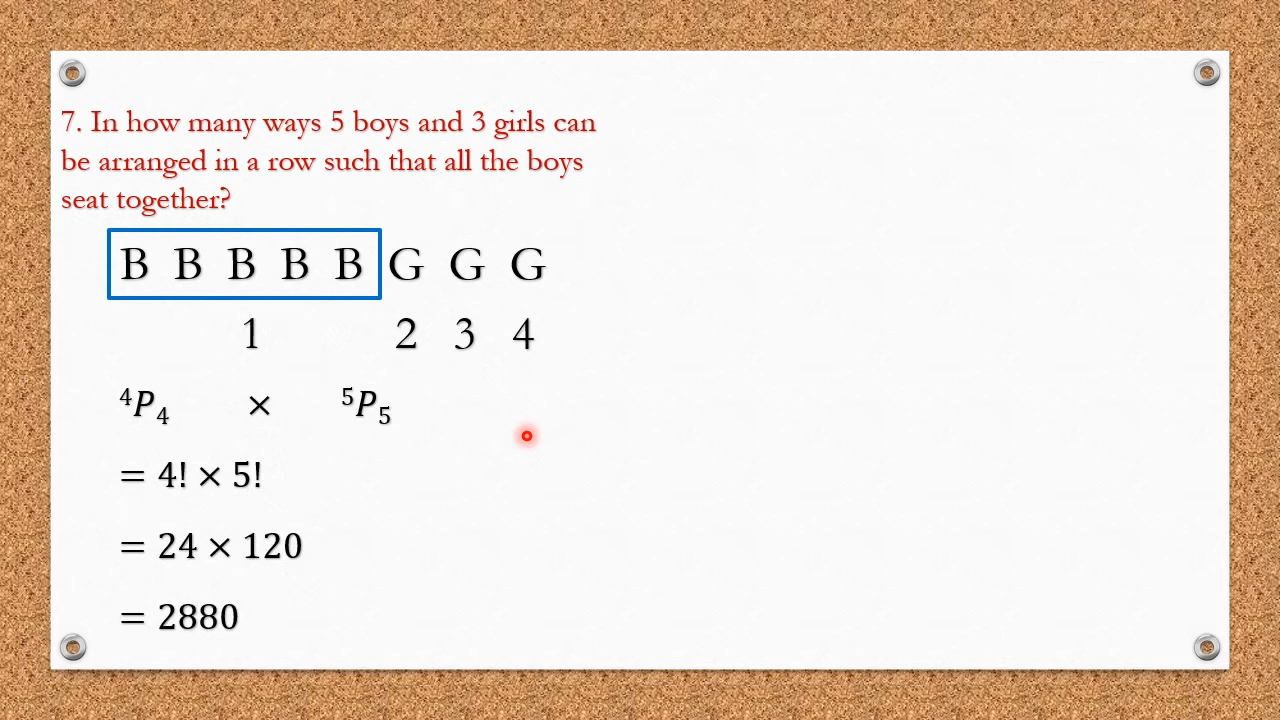 7. In how many ways 5 boys and 3 girls can
be arranged in a row such that all the boys
seat together?
B B B B B G G G
1 2 3 4
⁴P₄ × ⁵P₅
= 4! × 5!
= 24 × 120
= 2880